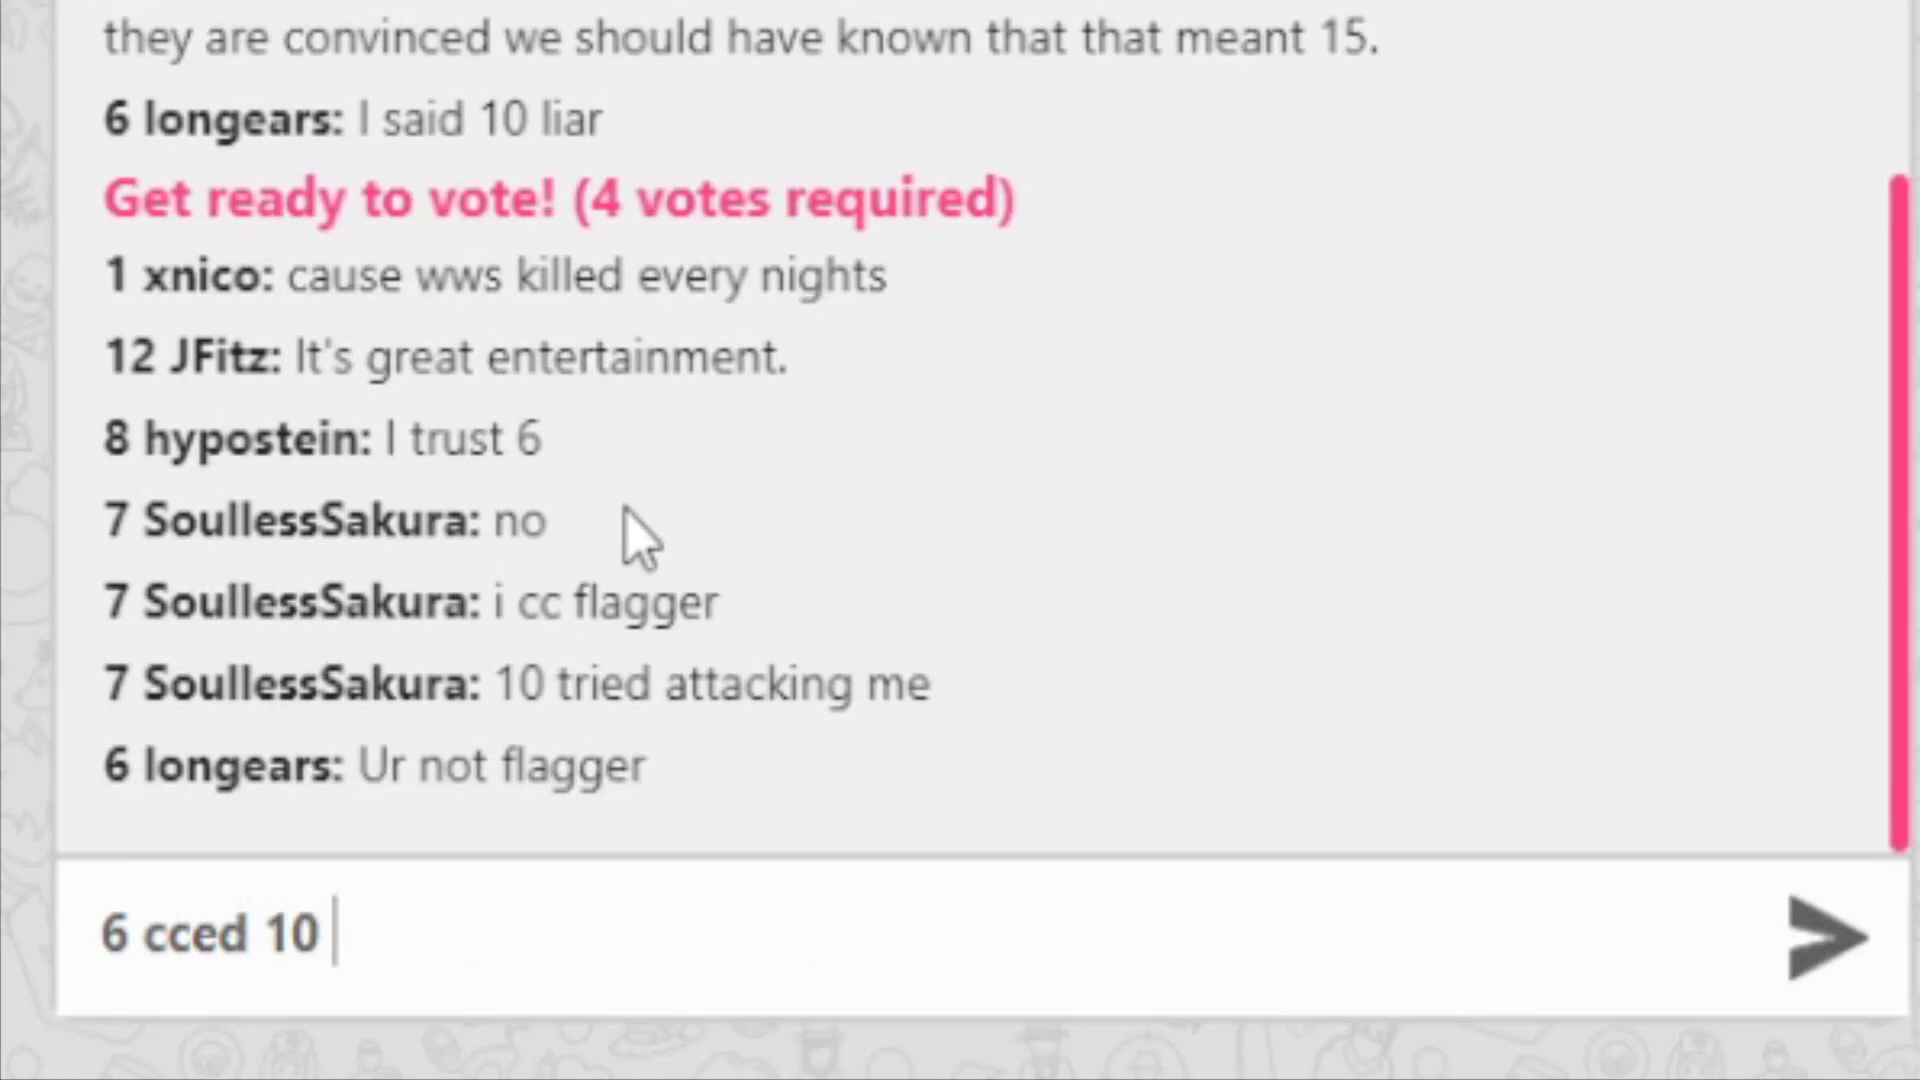 they are convinced we should have known that that meant 15.
6 longears: I said 10 liar
Get ready to vote! (4 votes required)
1 xnico: cause wws killed every nights
12 JFitz: It's great entertainment.
8 hypostein: I trust 6
7 SoullessSakura: no
7 SoullessSakura: i cc flagger
7 SoullessSakura: 10 tried attacking me
6 longears: Ur not flagger
6 cced 10